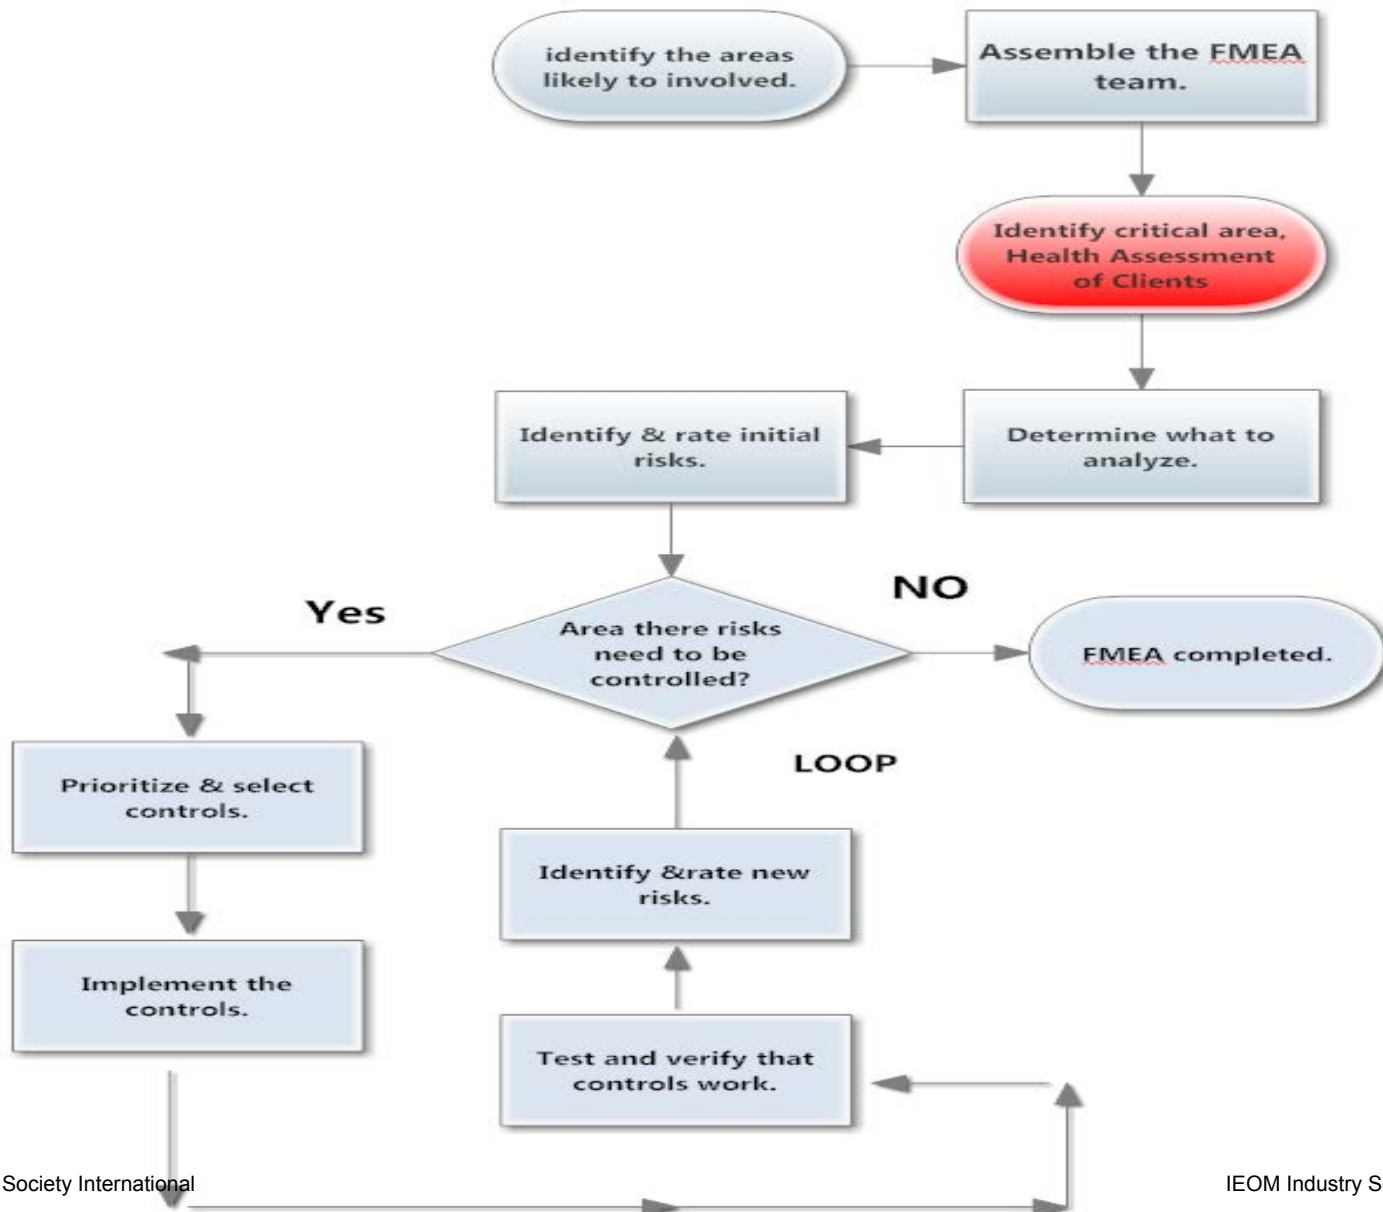 identify the areas
likely to involved.
Assemble the FMEA
team.
Identify critical area,
Health Assessment
of Clients
Determine what to
analyze.
Identify & rate initial
risks.
Area there risks
need to be
controlled?
Yes
NO
FMEA completed.
Prioritize & select
controls.
Implement the
controls.
Test and verify that
controls work.
Identify &rate new
risks.
LOOP
Society International
IEOM Industry S